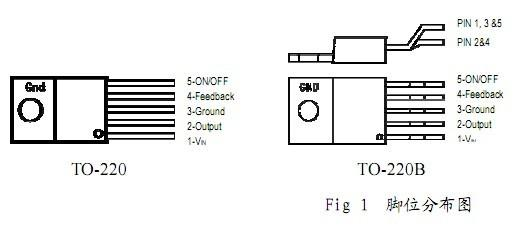 PIN 1, 3 &5
PIN 2&4
Gnd
5-ON/OFF
4-Feedback
3-Ground
2-Output
1-VIN
TO-220
GND
5-ON/OFF
4-Feedback
3-Ground
2-Output
1-VIN
TO-220B
Fig 1 脚位分布图